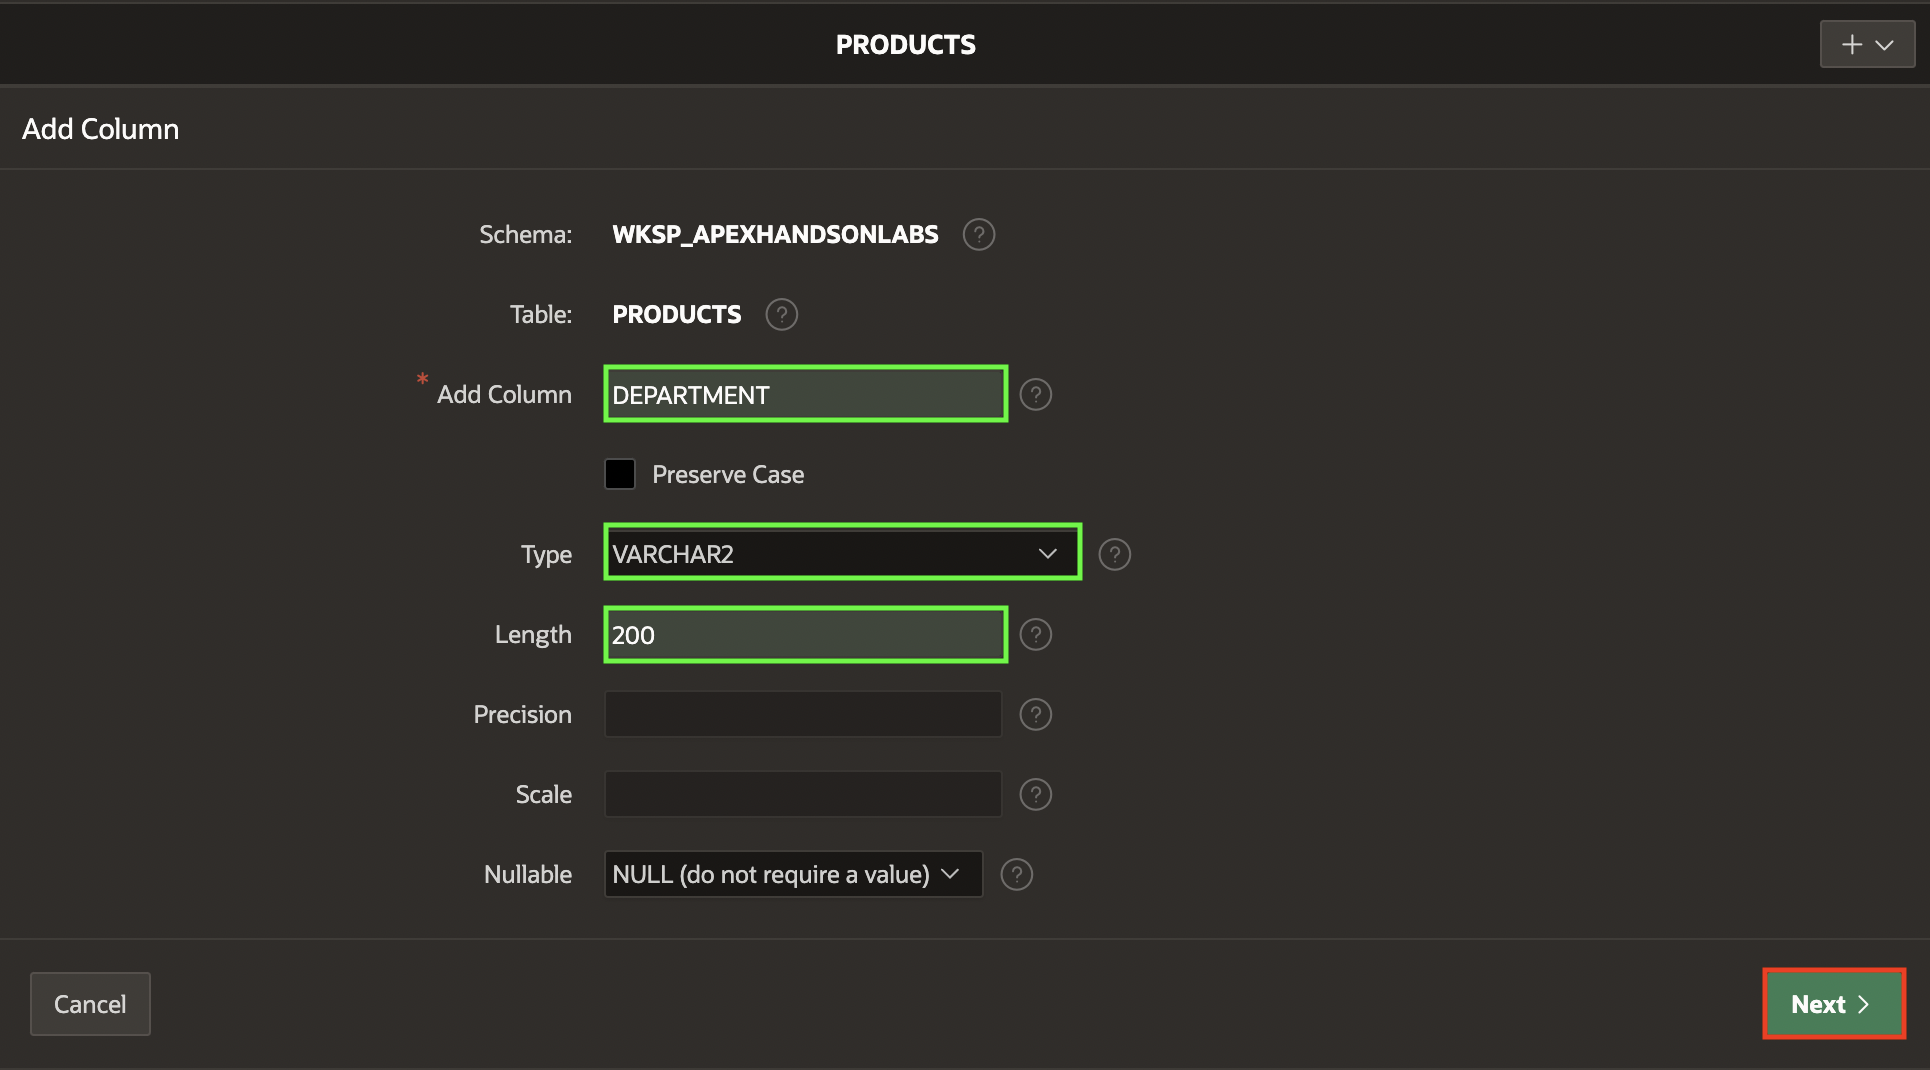 PRODUCTS
Add Column
Schema: WKSP_APEXHANDSONLABS ?
Table: PRODUCTS ?
* Add Column DEPARTMENT ?
Preserve Case
Type VARCHAR2 ?
Length 200 ?
Precision ?
Scale ?
Nullable NULL (do not require a value) ?
Cancel Next